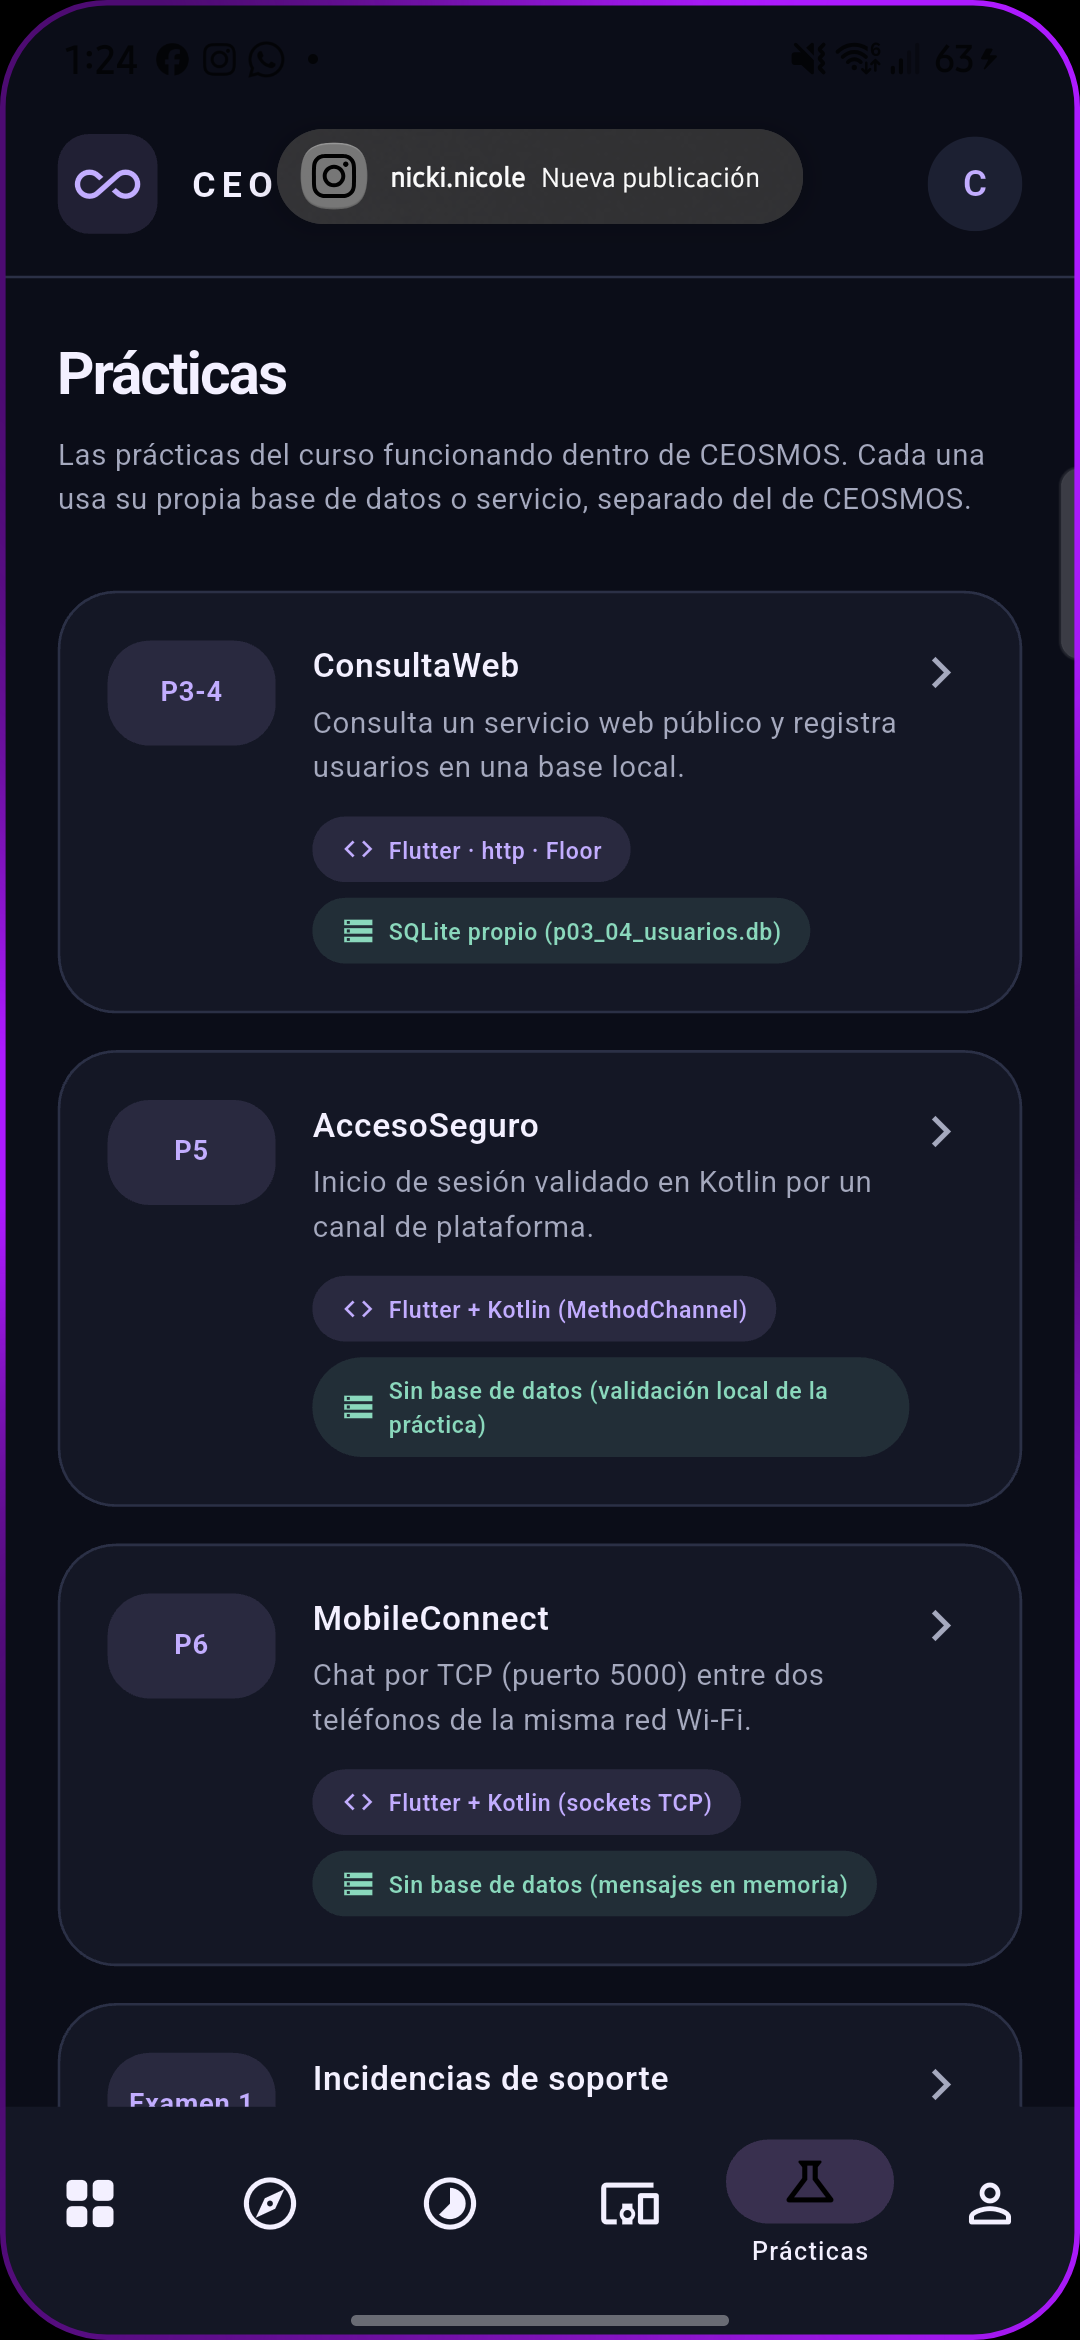 1:24
6
63
CEO
nicki.nicole Nueva publicación
C
Prácticas
Las prácticas del curso funcionando dentro de CEOSMOS. Cada una
usa su propia base de datos o servicio, separado del de CEOSMOS.
P3-4
ConsultaWeb
Consulta un servicio web público y registra
usuarios en una base local.
Flutter · http · Floor
SQLite propio (p03_04_usuarios.db)
P5
AccesoSeguro
Inicio de sesión validado en Kotlin por un
canal de plataforma.
Flutter + Kotlin (MethodChannel)
Sin base de datos (validación local de la
práctica)
P6
MobileConnect
Chat por TCP (puerto 5000) entre dos
teléfonos de la misma red Wi-Fi.
Flutter + Kotlin (sockets TCP)
Sin base de datos (mensajes en memoria)
Examen 1
Incidencias de soporte
Prácticas